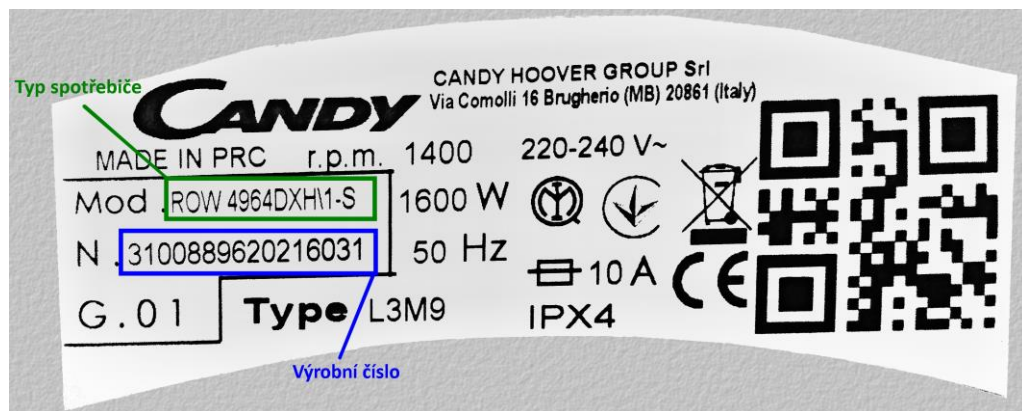 Typ spotřebiče
CANDY
CANDY HOOVER GROUP Srl
Via Comolli 16 Brugherio (MB) 20861 (Italy)
MADE IN PRC r.p.m. 1400 220-240 V~
Mod. ROW 4964DXH\1-S 1600 W
N. 3100889620216031 50 Hz
10 A
CE
G.01 Type L3M9 IPX4
Výrobní číslo